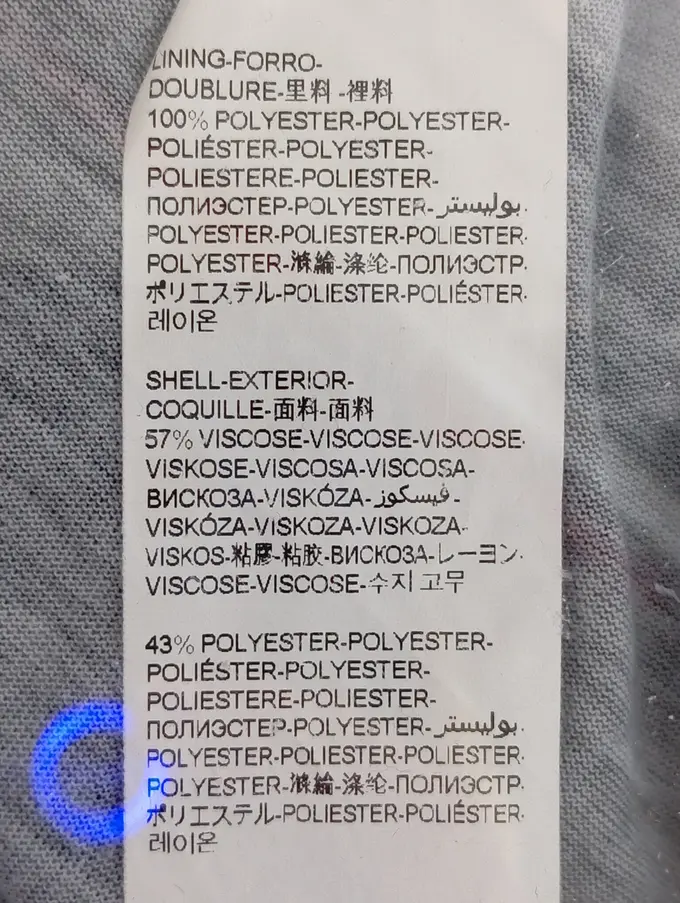 LINING-FORRO-
DOUBLURE-里料 -裡料
100% POLYESTER-POLYESTER-
POLIÉSTER-POLYESTER-
POLIESTERE-POLIESTER-
ПОЛИЭСТЕР-POLYESTER-بوليستر-
POLYESTER-POLIESTER-POLIESTER-
POLYESTER-滌綸-涤纶-ПОЛИЭСТР-
ポリエステル-POLIESTER-POLIÉSTER-
레이온
SHELL-EXTERIOR-
COQUILLE-面料-面料
57% VISCOSE-VISCOSE-VISCOSE-
VISKOSE-VISCOSA-VISCOSA-
ВИСКОЗА-VISKÓZA-فيسكوز-
VISKÓZA-VISKOZA-VISKOZA-
VISKOS-粘膠-粘胶-ВИСКОЗА-レーヨン-
VISCOSE-VISCOSE-수지 고무
43% POLYESTER-POLYESTER-
POLIÉSTER-POLYESTER-
POLIESTERE-POLIESTER-
ПОЛИЭСТЕР-POLYESTER-بوليستر-
POLYESTER-POLIESTER-POLIESTER-
POLYESTER-滌綸-涤纶-ПОЛИЭСТР-
ポリエステル-POLIESTER-POLIÉSTER-
레이온